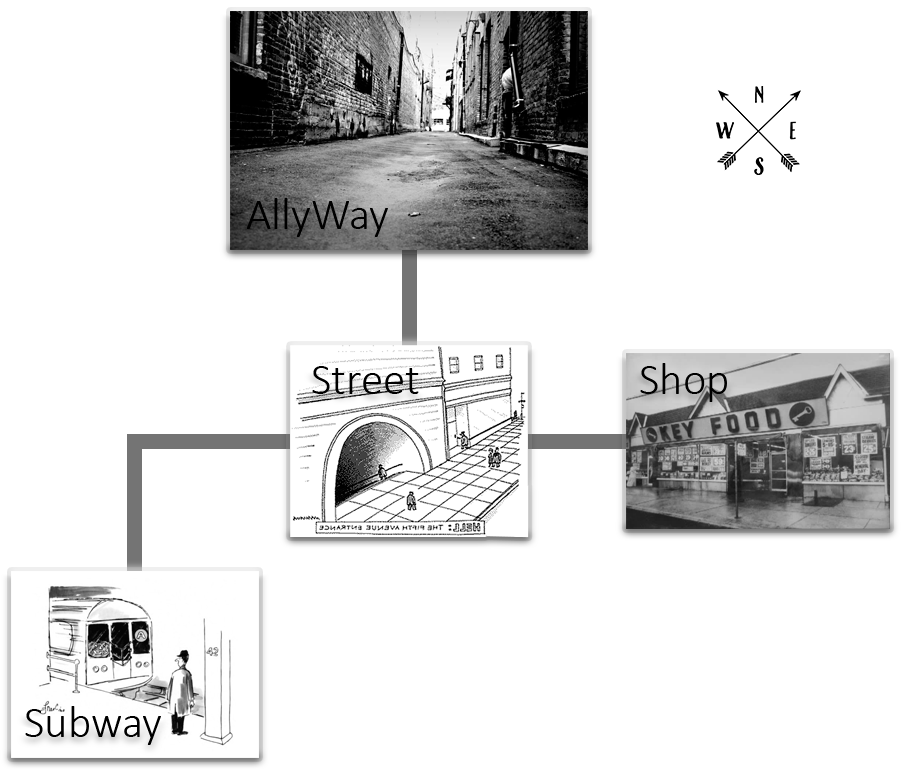 AllyWay
N
W E
S
Street
HELL: THE FIFTH AVENUE ENTRANCE
Shop
KEY FOOD
42
Subway